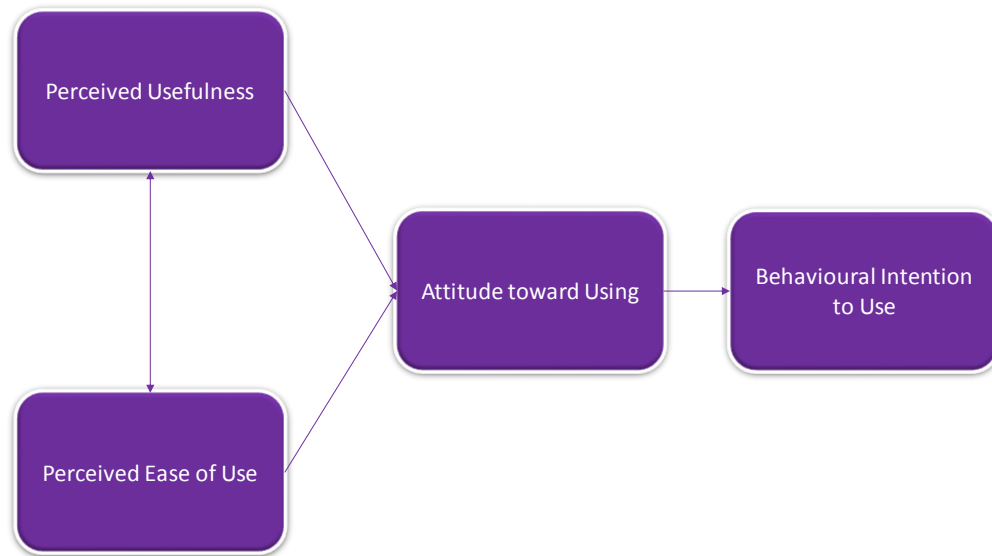 Perceived Usefulness
Attitude toward Using
Behavioural Intention
to Use
Perceived Ease of Use